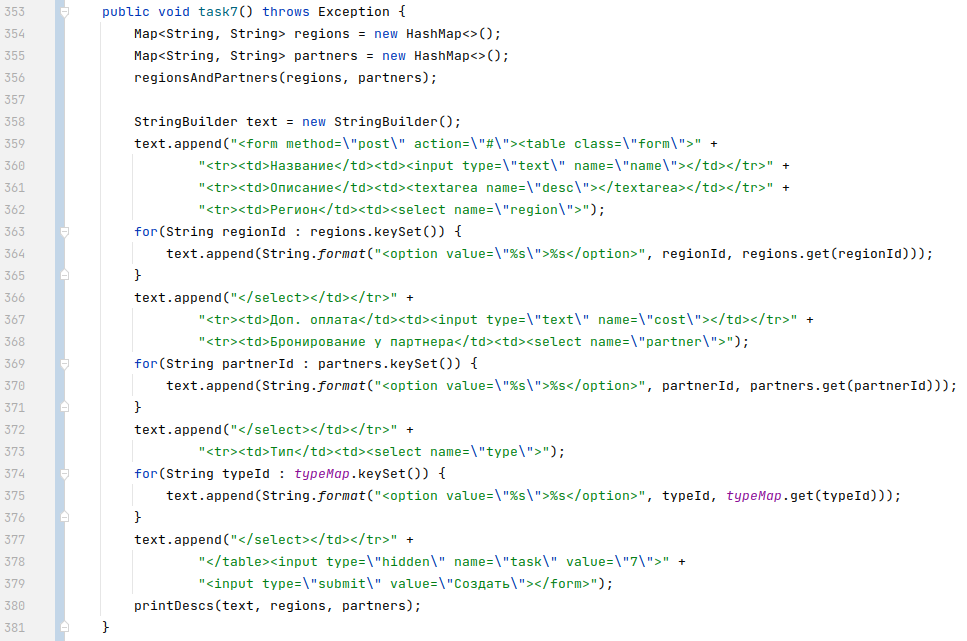 353 public void task7() throws Exception {
354 Map<String, String> regions = new HashMap<>();
355 Map<String, String> partners = new HashMap<>();
356 regionsAndPartners(regions, partners);
357
358 StringBuilder text = new StringBuilder();
359 text.append("<form method=\"post\" action=\"#\"><table class=\"form\">" +
360 "<tr><td>Название</td><td><input type=\"text\" name=\"name\"></td></tr>" +
361 "<tr><td>Описание</td><td><textarea name=\"desc\"></textarea></td></tr>" +
362 "<tr><td>Регион</td><td><select name=\"region\">");
363 for(String regionId : regions.keySet()) {
364 text.append(String.format("<option value=\"%s\">%s</option>", regionId, regions.get(regionId)));
365 }
366 text.append("</select></td></tr>" +
367 "<tr><td>Доп. оплата</td><td><input type=\"text\" name=\"cost\"></td></tr>" +
368 "<tr><td>Бронирование у партнера</td><td><select name=\"partner\">");
369 for(String partnerId : partners.keySet()) {
370 text.append(String.format("<option value=\"%s\">%s</option>", partnerId, partners.get(partnerId)));
371 }
372 text.append("</select></td></tr>" +
373 "<tr><td>Тип</td><td><select name=\"type\">");
374 for(String typeId : typeMap.keySet()) {
375 text.append(String.format("<option value=\"%s\">%s</option>", typeId, typeMap.get(typeId)));
376 }
377 text.append("</select></td></tr>" +
378 "</table><input type=\"hidden\" name=\"task\" value=\"7\">" +
379 "<input type=\"submit\" value=\"Создать\"></form>");
380 printDescs(text, regions, partners);
381 }